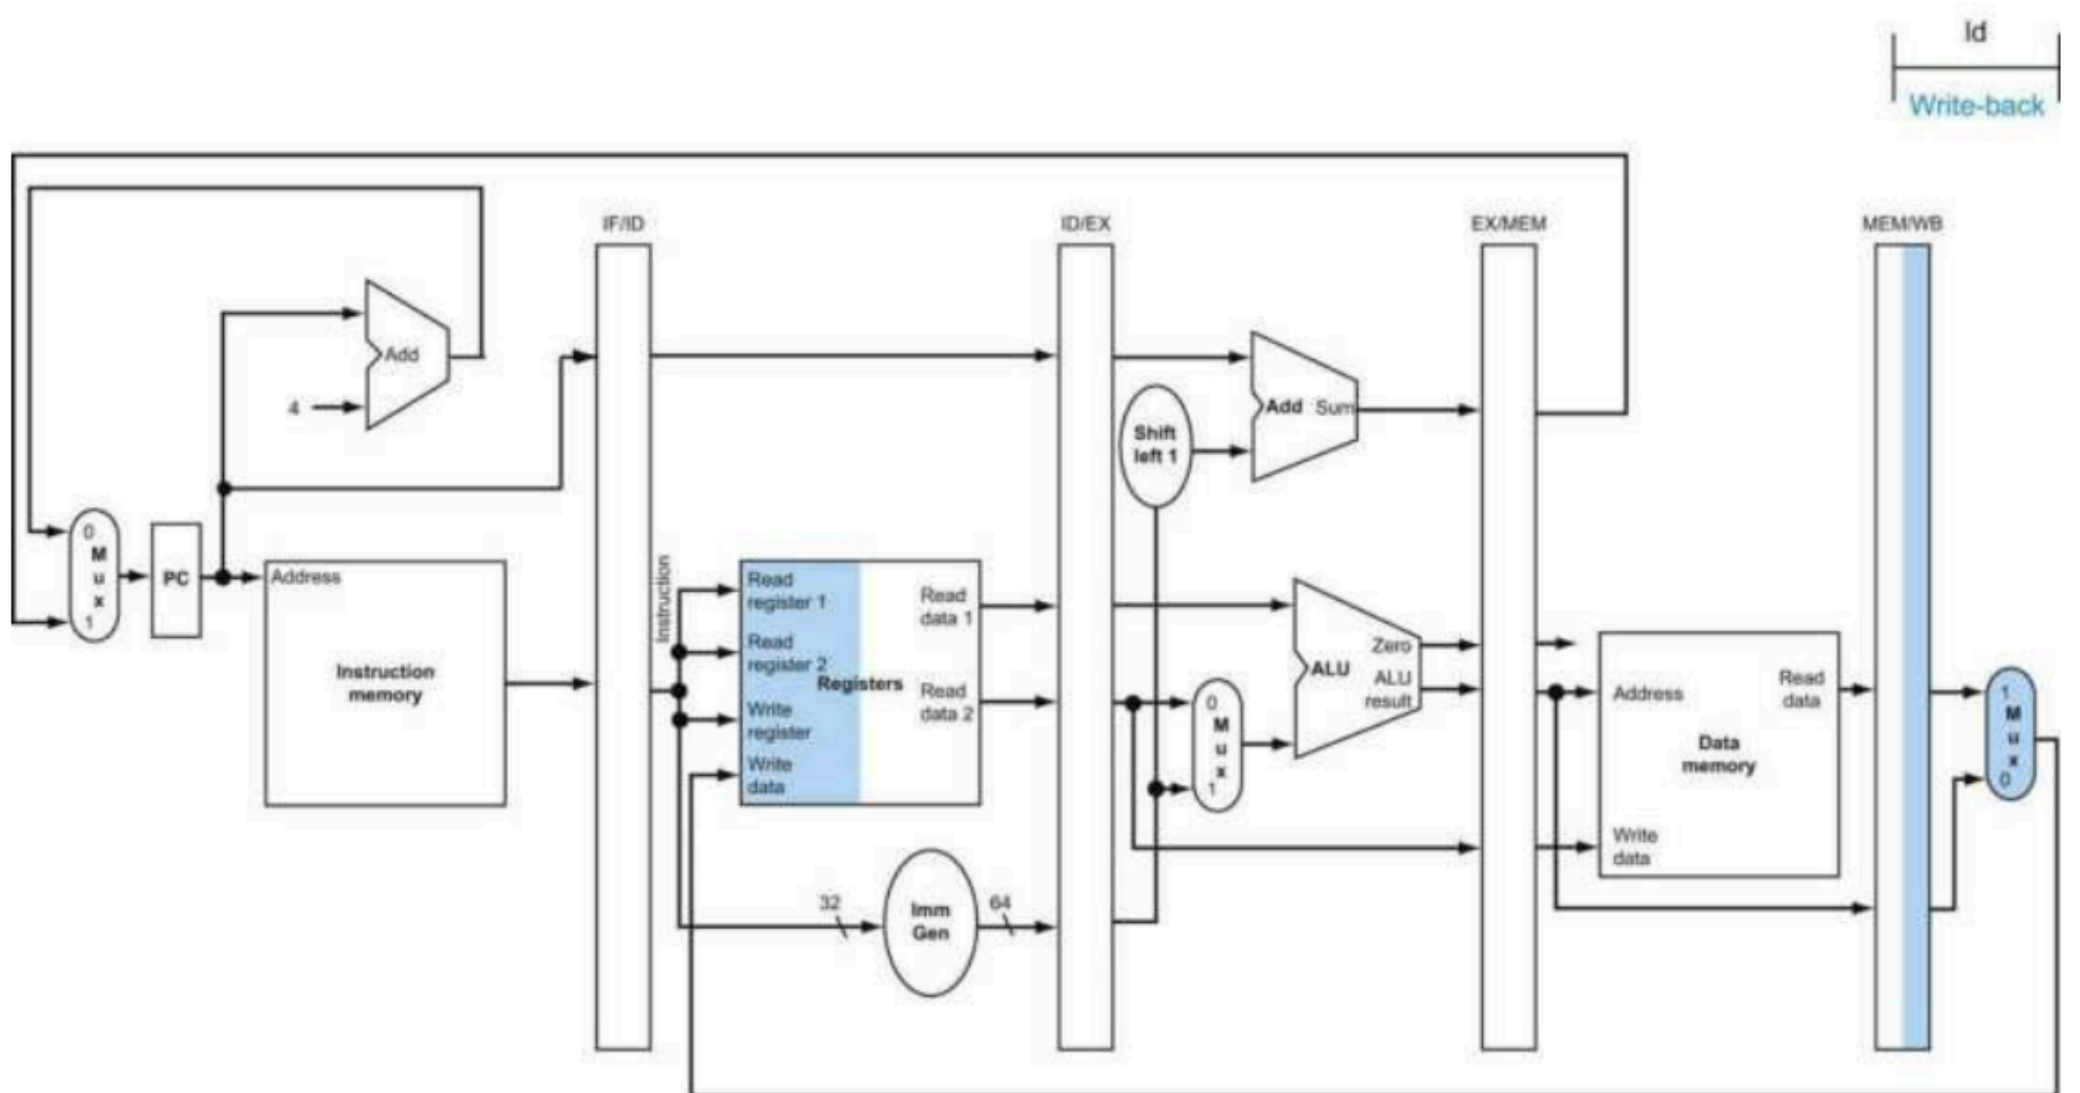 ld
Write-back
IF/ID
ID/EX
EX/MEM
MEM/WB
Add
4
Add Sum
Shift
left 1
0
M
u
x
1
PC
Address
Instruction
memory
Instruction
Read
register 1
Read
register 2
Registers
Write
register
Write
data
Read
data 1
Read
data 2
32
Imm
Gen
64
0
M
u
x
1
Zero
ALU
ALU
result
Address
Read
data
Data
memory
Write
data
1
M
u
x
0